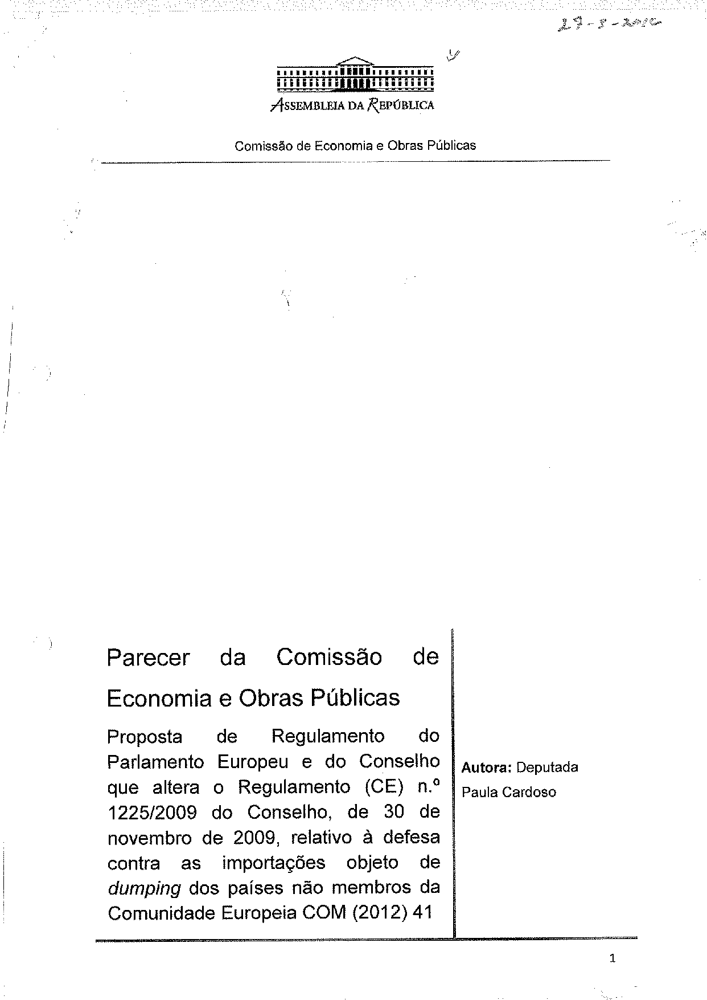 ASSEMBLEIA DA REPÚBLICA
Comissão de Economia e Obras Públicas
Parecer da Comissão de
Economia e Obras Públicas
Proposta de Regulamento do
Parlamento Europeu e do Conselho
que altera o Regulamento (CE) n.º
1225/2009 do Conselho, de 30 de
novembro de 2009, relativo à defesa
contra as importações objeto de
dumping dos países não membros da
Comunidade Europeia COM (2012) 41
Autora: Deputada
Paula Cardoso
1